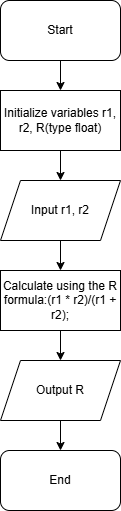 Start
Initialize variables r1,
r2, R(type float)
Input r1, r2
Calculate using the R
formula:(r1 * r2)/(r1 +
r2);
Output R
End